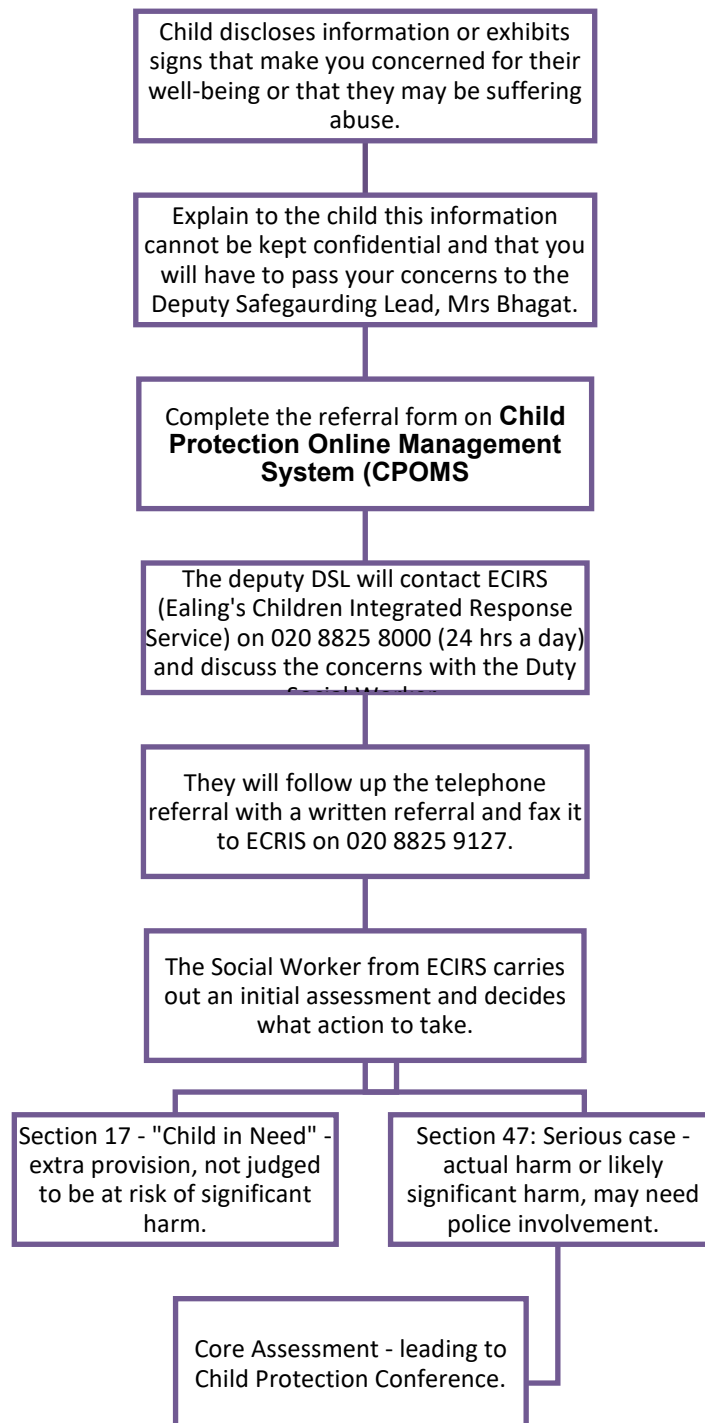 Child discloses information or exhibits
signs that make you concerned for their
well-being or that they may be suffering
abuse.
Explain to the child this information
cannot be kept confidential and that you
will have to pass your concerns to the
Deputy Safegaurding Lead, Mrs Bhagat.
Complete the referral form on Child
Protection Online Management
System (CPOMS
The deputy DSL will contact ECIRS
(Ealing's Children Integrated Response
Service) on 020 8825 8000 (24 hrs a day)
and discuss the concerns with the Duty
Social Worker
They will follow up the telephone
referral with a written referral and fax it
to ECRIS on 020 8825 9127.
The Social Worker from ECIRS carries
out an initial assessment and decides
what action to take.
Section 17 - "Child in Need" -
extra provision, not judged
to be at risk of significant
harm.
Section 47: Serious case -
actual harm or likely
significant harm, may need
police involvement.
Core Assessment - leading to
Child Protection Conference.